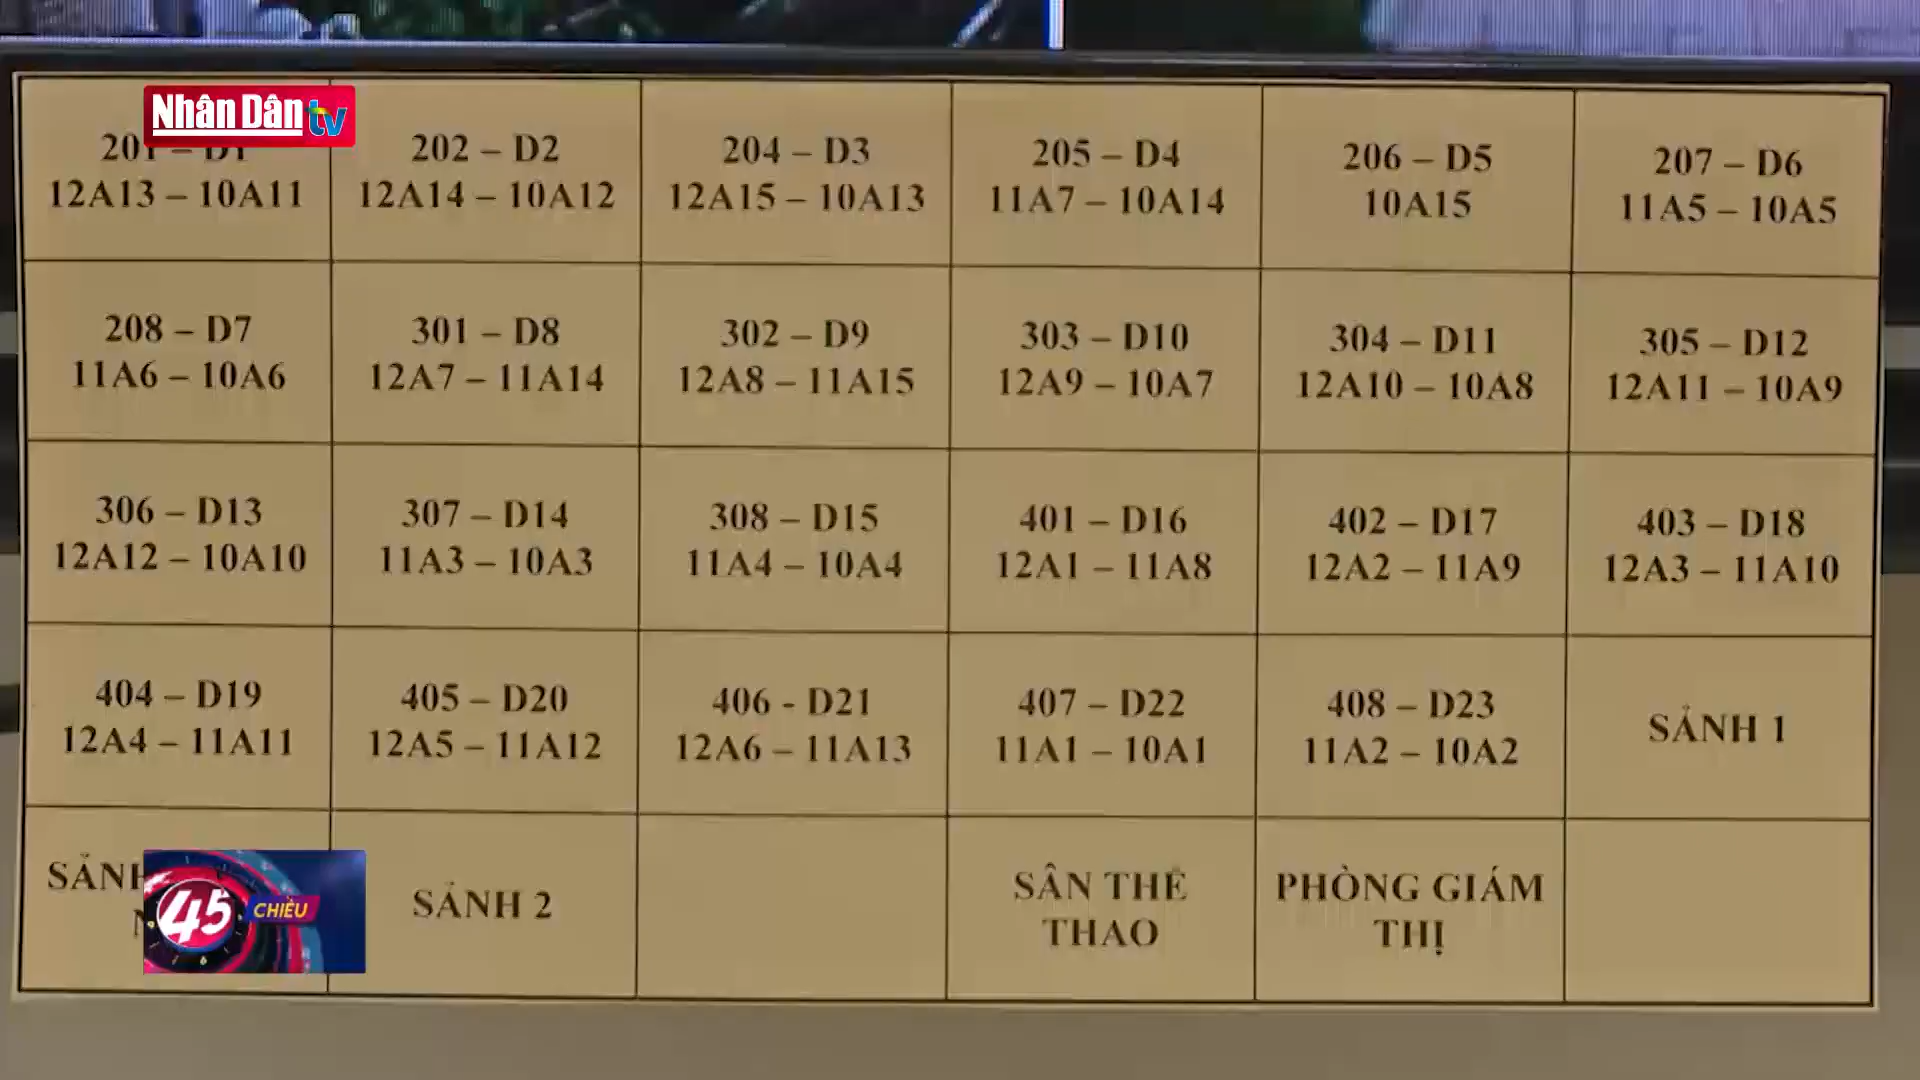 Nhân Dân tv
201 – D1
12A13 – 10A11
202 – D2
12A14 – 10A12
204 – D3
12A15 – 10A13
205 – D4
11A7 – 10A14
206 – D5
10A15
207 – D6
11A5 – 10A5
208 – D7
11A6 – 10A6
301 – D8
12A7 – 11A14
302 – D9
12A8 – 11A15
303 – D10
12A9 – 10A7
304 – D11
12A10 – 10A8
305 – D12
12A11 – 10A9
306 – D13
12A12 – 10A10
307 – D14
11A3 – 10A3
308 – D15
11A4 – 10A4
401 – D16
12A1 – 11A8
402 – D17
12A2 – 11A9
403 – D18
12A3 – 11A10
404 – D19
12A4 – 11A11
405 – D20
12A5 – 11A12
406 - D21
12A6 – 11A13
407 – D22
11A1 – 10A1
408 – D23
11A2 – 10A2
SẢNH 1
SẢNH
45 CHIỀU
SẢNH 2
SÂN THỂ
THAO
PHÒNG GIÁM
THỊ